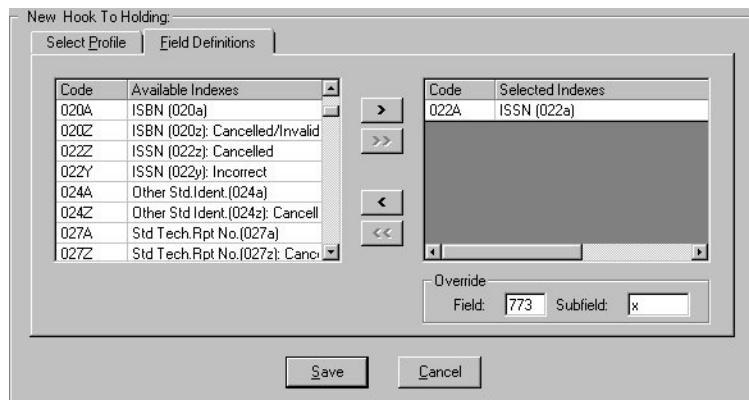 New Hook To Holding:
Select Profile Field Definitions
Code Available Indexes
020A ISBN (020a)
020Z ISBN (020z): Cancelled/Invalid
022Z ISSN (022z): Cancelled
022Y ISSN (022y): Incorrect
024A Other Std.Ident.(024a)
024Z Other Std Ident.(024z): Cancell
027A Std Tech.Rpt No.(027a)
027Z Std Tech.Rpt No.(027z): Canc
> >> < <<
Code Selected Indexes
022A ISSN (022a)
Override
Field: 773 Subfield: x
Save Cancel